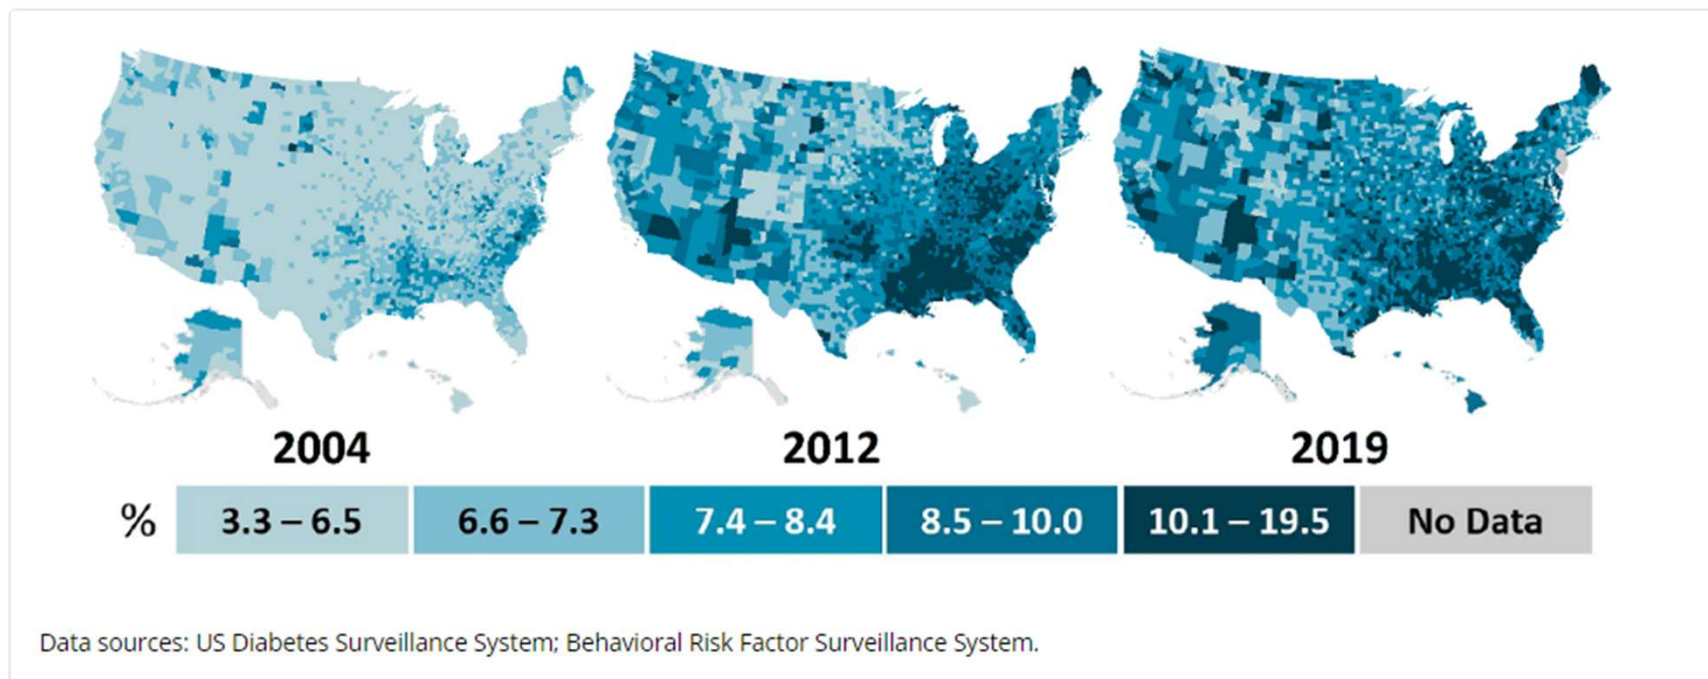 2004 2012 2019
% 3.3 – 6.5 6.6 – 7.3 7.4 – 8.4 8.5 – 10.0 10.1 – 19.5 No Data
Data sources: US Diabetes Surveillance System; Behavioral Risk Factor Surveillance System.